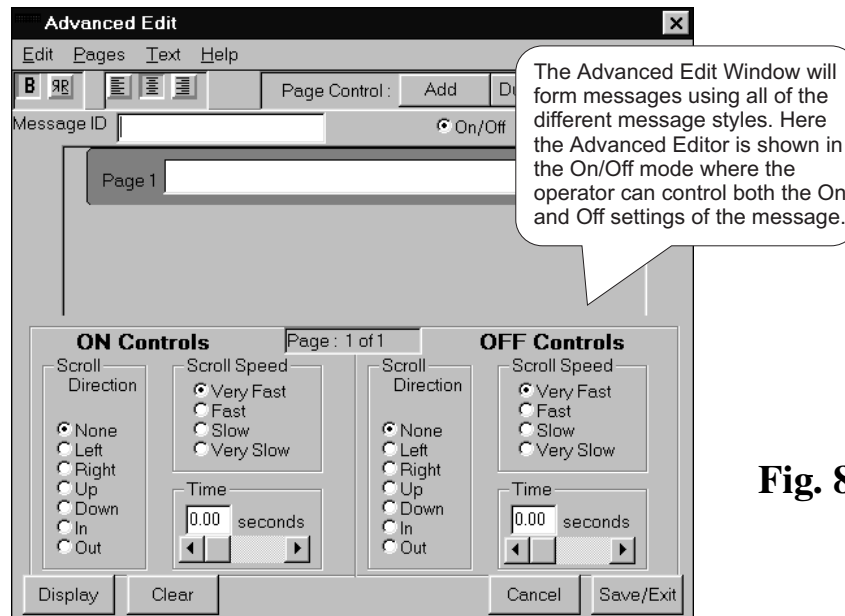 Advanced Edit
Edit Pages Text Help
B Page Control : Add
Message ID On/Off
The Advanced Edit Window will
form messages using all of the
different message styles. Here
the Advanced Editor is shown in
the On/Off mode where the
operator can control both the On
and Off settings of the message.
Page 1
ON Controls Page : 1 of 1 OFF Controls
Scroll Direction
None
Left
Right
Up
Down
In
Out
Scroll Speed
Very Fast
Fast
Slow
Very Slow
Time
0.00 seconds
Scroll Direction
None
Left
Right
Up
Down
In
Out
Scroll Speed
Very Fast
Fast
Slow
Very Slow
Time
0.00 seconds
Fig. 8
Display Clear Cancel Save/Exit